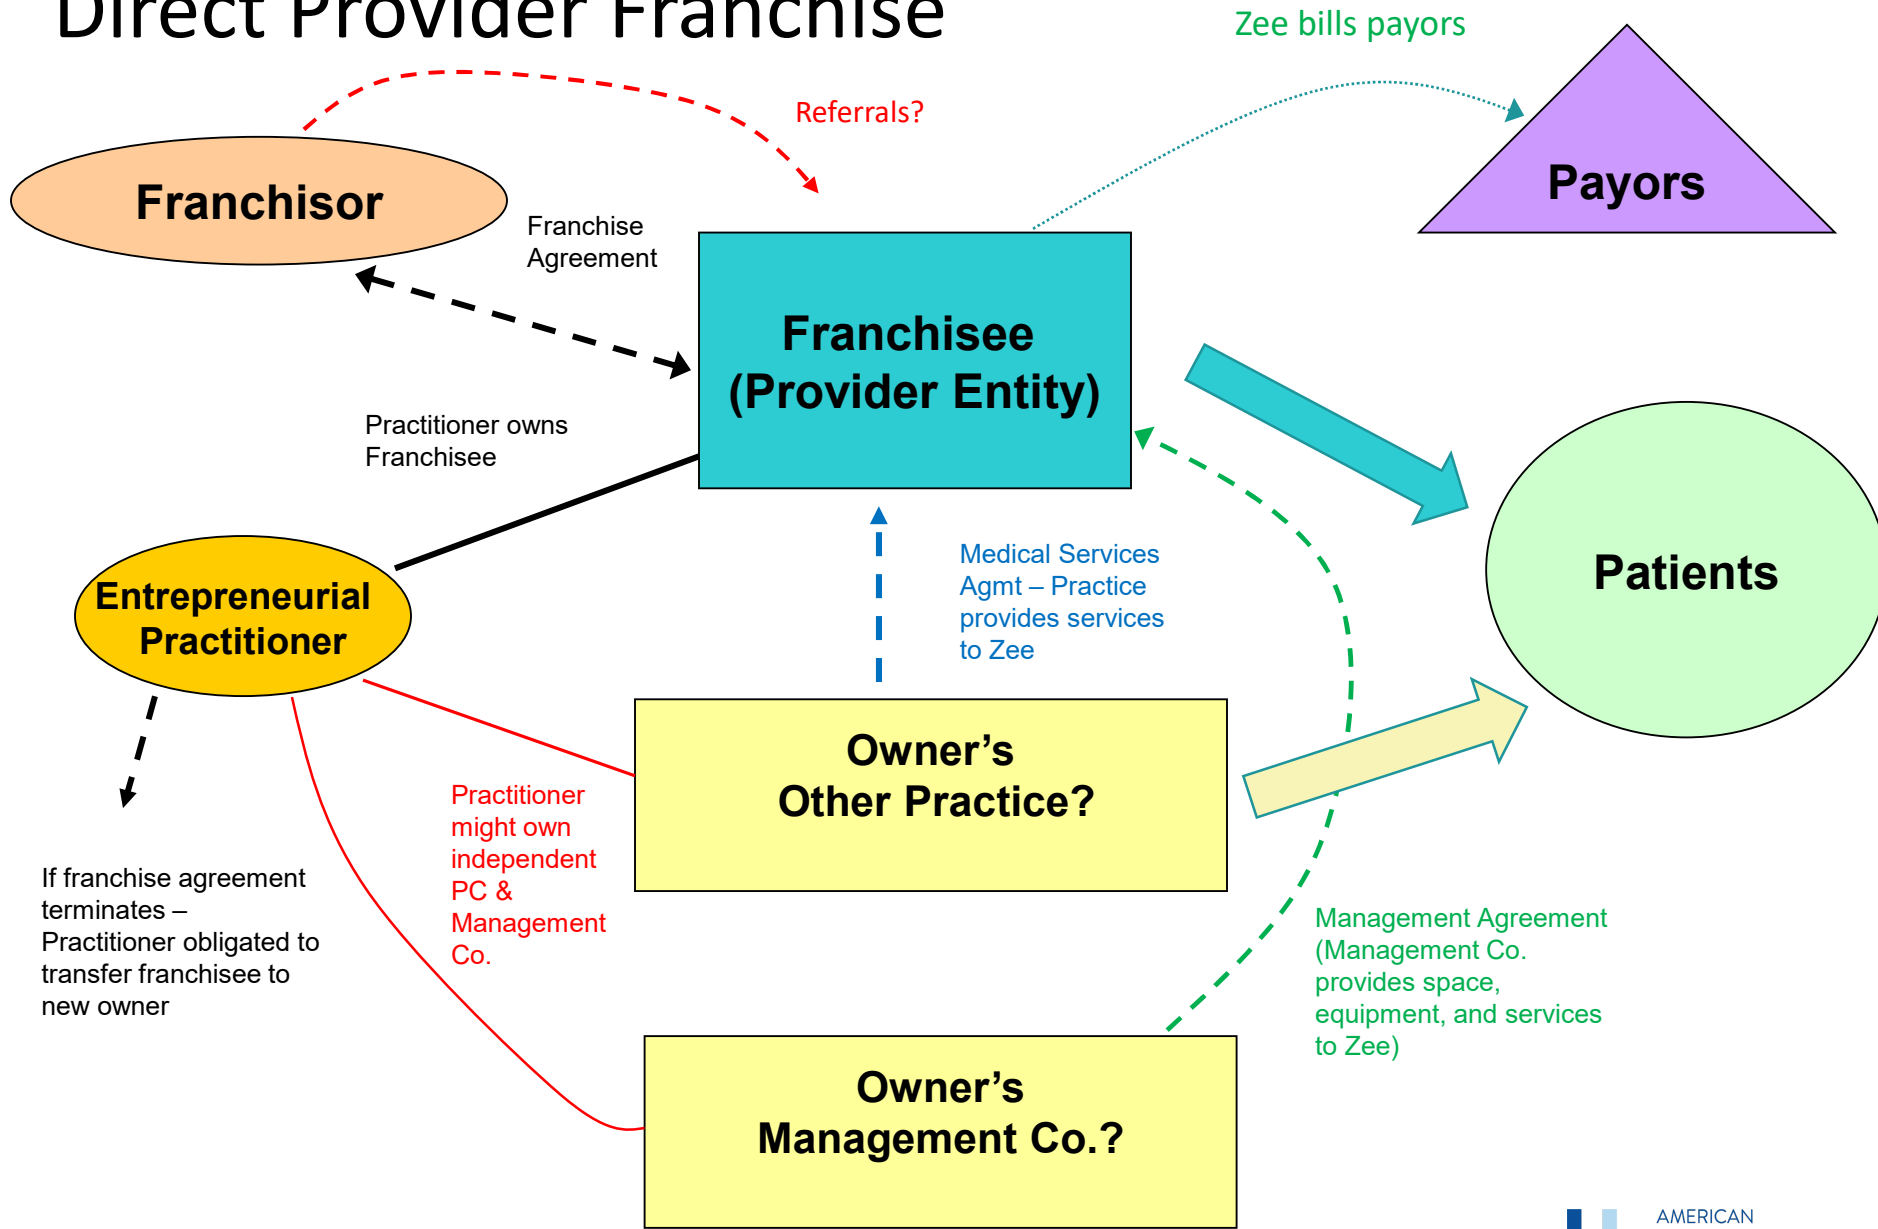 Direct Provider Franchise
Zee bills payors
Referrals?
Franchisor
Payors
Franchise
Agreement
Franchisee
(Provider Entity)
Practitioner owns
Franchisee
Entrepreneurial
Practitioner
Medical Services
Agmt – Practice
provides services
to Zee
Patients
Owner’s
Other Practice?
Practitioner
might own
independent
PC &
Management
Co.
If franchise agreement
terminates –
Practitioner obligated to
transfer franchisee to
new owner
Management Agreement
(Management Co.
provides space,
equipment, and services
to Zee)
Owner’s
Management Co.?
AMERICAN